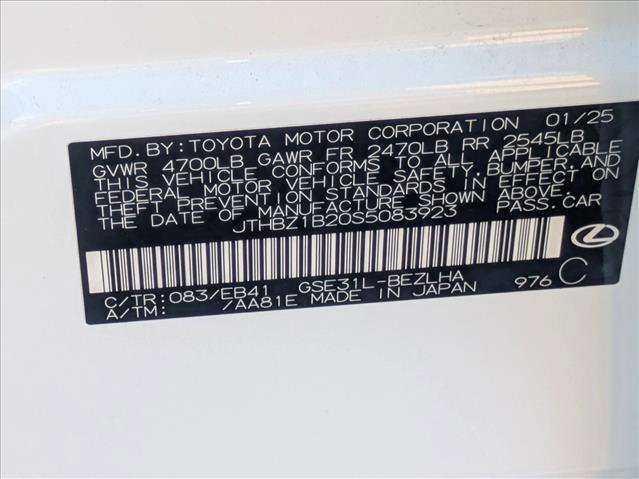 MFD. BY: TOYOTA MOTOR CORPORATION 01/25
GVWR 4700LB GAWR FR 2470LB RR 2545LB
THIS VEHICLE CONFORMS TO ALL APPLICABLE
FEDERAL MOTOR VEHICLE SAFETY, BUMPER, AND
THEFT PREVENTION STANDARDS IN EFFECT ON
THE DATE OF MANUFACTURE SHOWN ABOVE.
JTHBZ1B20S5083923 PASS. CAR
C/TR: 083/EB41 GSE31L-BEZLHA 976 C
A/TM: /AA81E MADE IN JAPAN